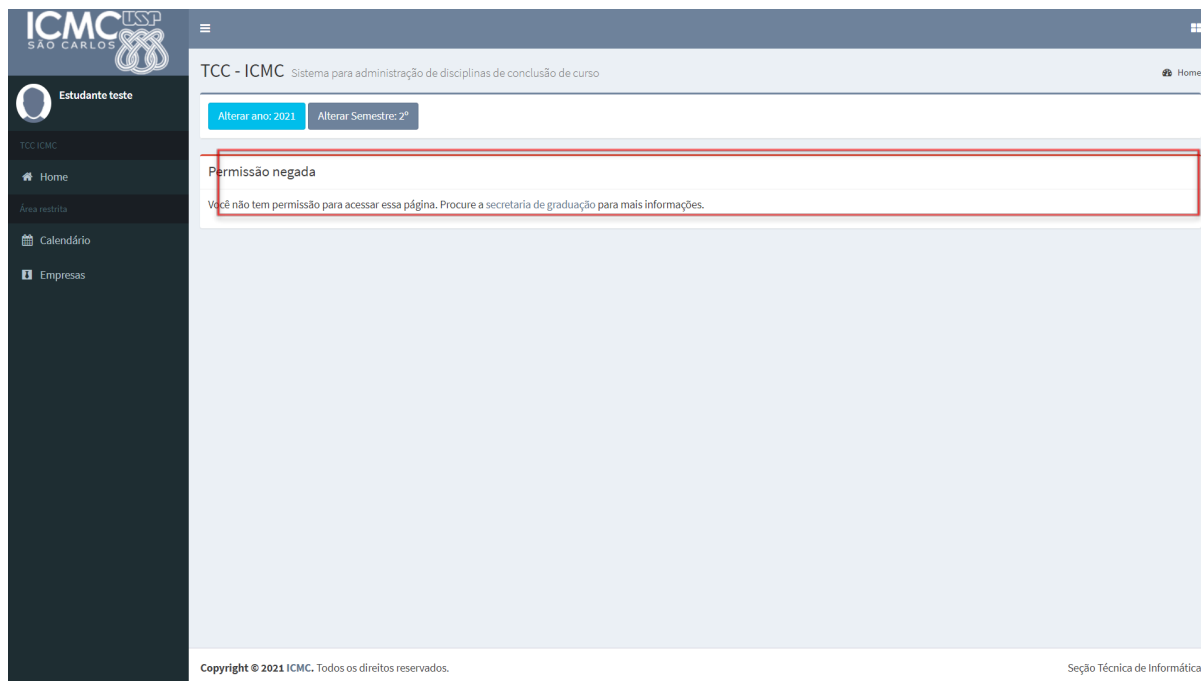 ICMC USP
SÃO CARLOS
TCC - ICMC Sistema para administração de disciplinas de conclusão de curso
Home
Estudante teste
Alterar ano: 2021 Alterar Semestre: 2º
TCC ICMC
Home
Área restrita
Calendário
Empresas
Permissão negada
Você não tem permissão para acessar essa página. Procure a secretaria de graduação para mais informações.
Copyright © 2021 ICMC. Todos os direitos reservados.
Seção Técnica de Informática